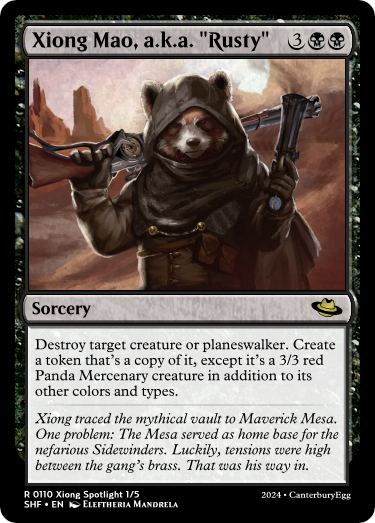 Xiong Mao, a.k.a. "Rusty" 3
Sorcery
Destroy target creature or planeswalker. Create
a token that's a copy of it, except it's a 3/3 red
Panda Mercenary creature in addition to its
other colors and types.
Xiong traced the mythical vault to Maverick Mesa.
One problem: The Mesa served as home base for the
nefarious Sidewinders. Luckily, tensions were high
between the gang's brass. That was his way in.
R 0110 Xiong Spotlight 1/5
SHF • EN Eleftheria Mandrela
2024 • CanterburyEgg